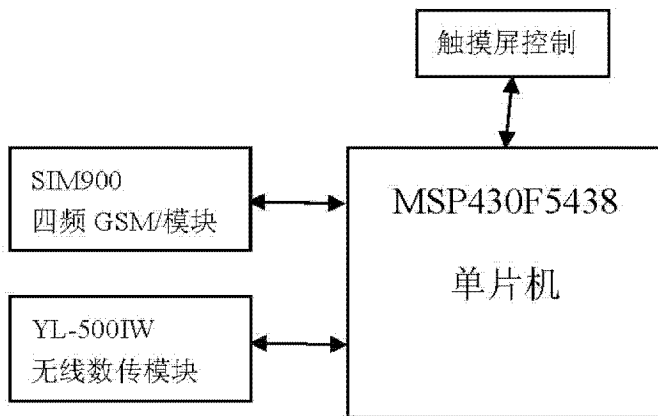 触摸屏控制
SIM900
四频 GSM/模块
MSP430F5438
单片机
YL-500IW
无线数传模块